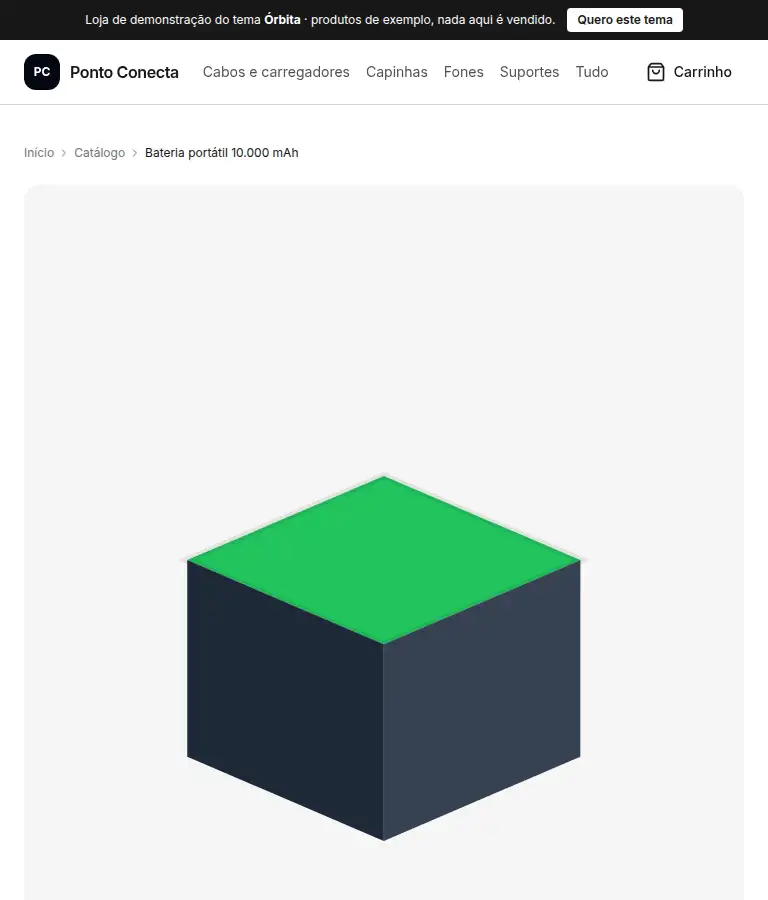 Loja de demonstração do tema Órbita · produtos de exemplo, nada aqui é vendido. Quero este tema
PC Ponto Conecta Cabos e carregadores Capinhas Fones Suportes Tudo Carrinho
Início > Catálogo > Bateria portátil 10.000 mAh